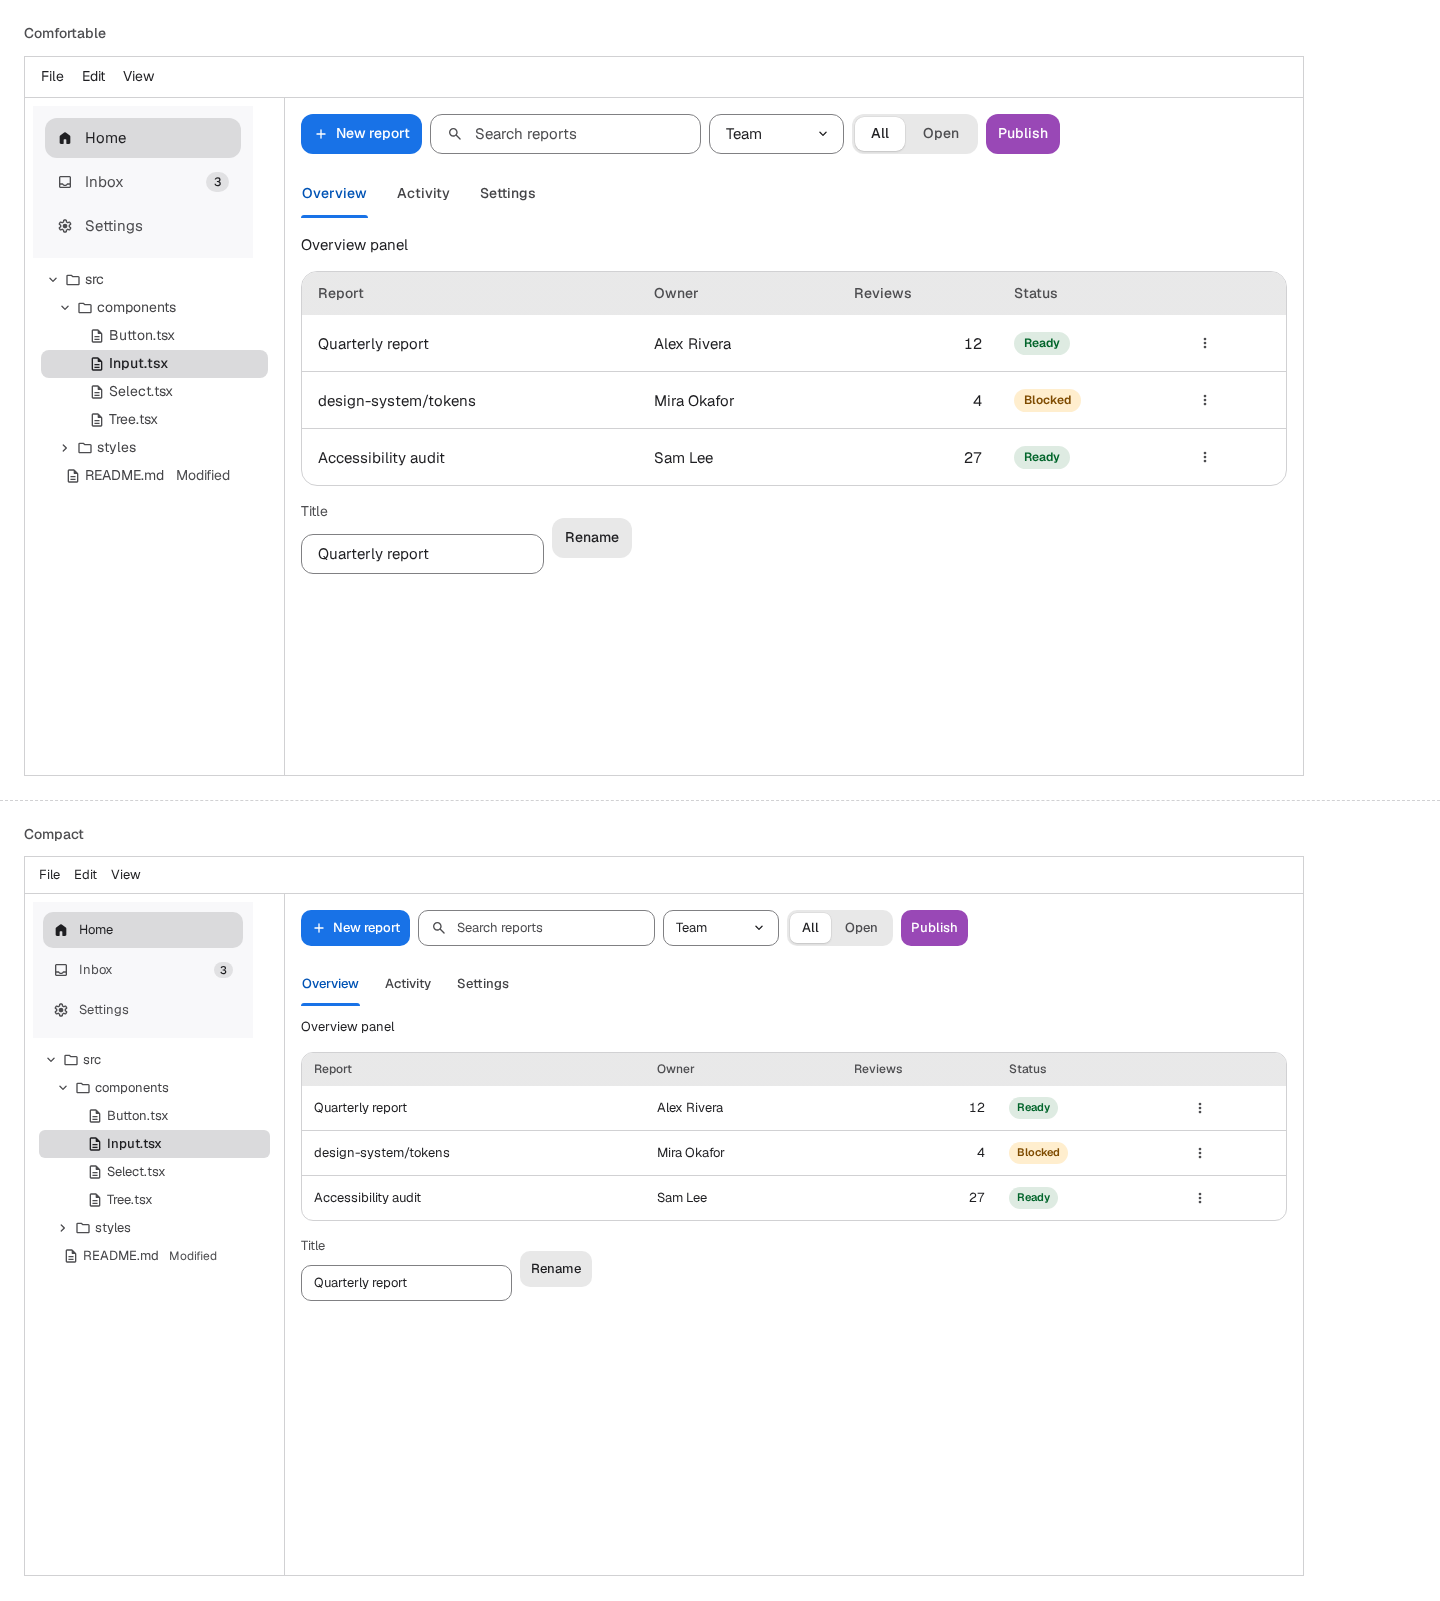 Comfortable
File Edit View
Home
Inbox 3
Settings
src
components
Button.tsx
Input.tsx
Select.tsx
Tree.tsx
styles
README.md Modified
New report Search reports Team All Open Publish
Overview Activity Settings
Overview panel
Report Owner Reviews Status
Quarterly report Alex Rivera 12 Ready
design-system/tokens Mira Okafor 4 Blocked
Accessibility audit Sam Lee 27 Ready
Title
Quarterly report Rename
Compact
File Edit View
Home
Inbox 3
Settings
src
components
Button.tsx
Input.tsx
Select.tsx
Tree.tsx
styles
README.md Modified
New report Search reports Team All Open Publish
Overview Activity Settings
Overview panel
Report Owner Reviews Status
Quarterly report Alex Rivera 12 Ready
design-system/tokens Mira Okafor 4 Blocked
Accessibility audit Sam Lee 27 Ready
Title
Quarterly report Rename